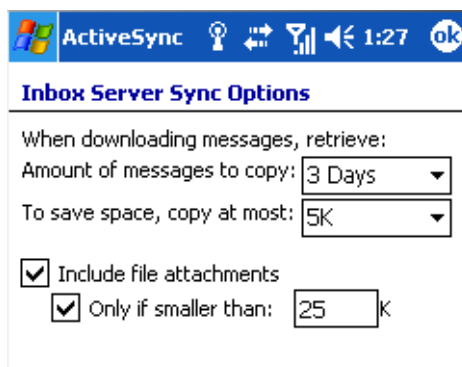 ActiveSync 1:27 ok
Inbox Server Sync Options
When downloading messages, retrieve:
Amount of messages to copy: 3 Days
To save space, copy at most: 5K
Include file attachments
Only if smaller than: 25 K